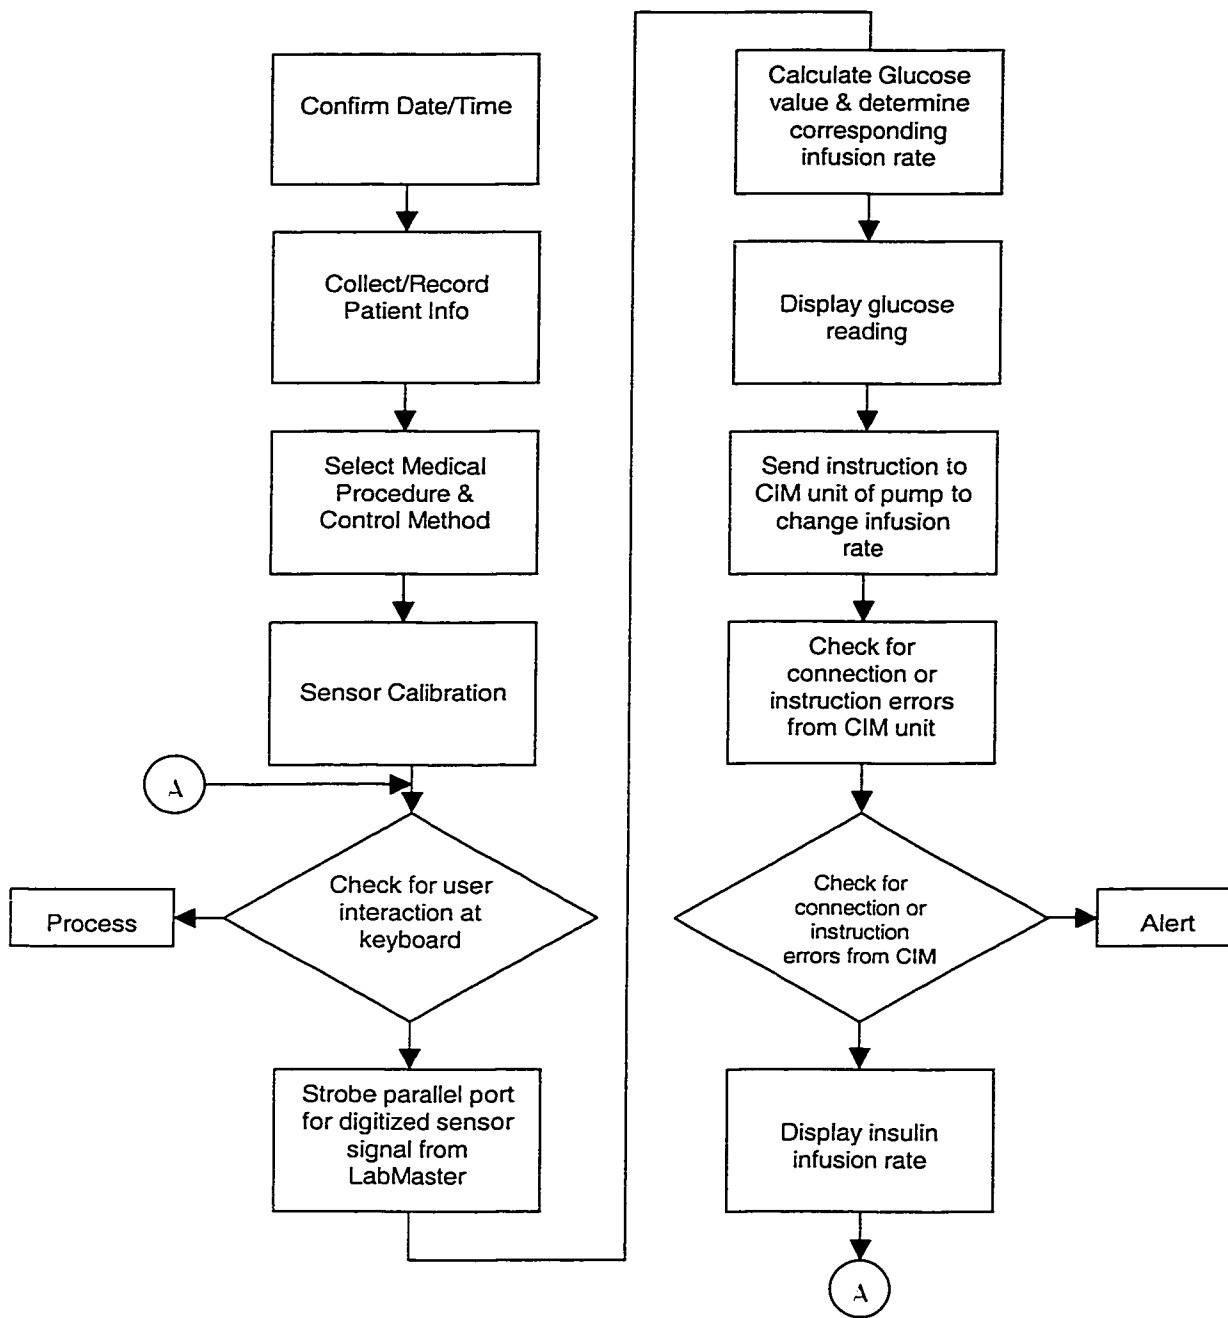 Confirm Date/Time
Collect/Record
Patient Info
Select Medical
Procedure &
Control Method
Sensor Calibration
A
Check for user
interaction at
keyboard
Process
Strobe parallel port
for digitized sensor
signal from
LabMaster
Calculate Glucose
value & determine
corresponding
infusion rate
Display glucose
reading
Send instruction to
CIM unit of pump to
change infusion
rate
Check for
connection or
instruction errors
from CIM unit
Check for
connection or
instruction
errors from CIM
Alert
Display insulin
infusion rate
A